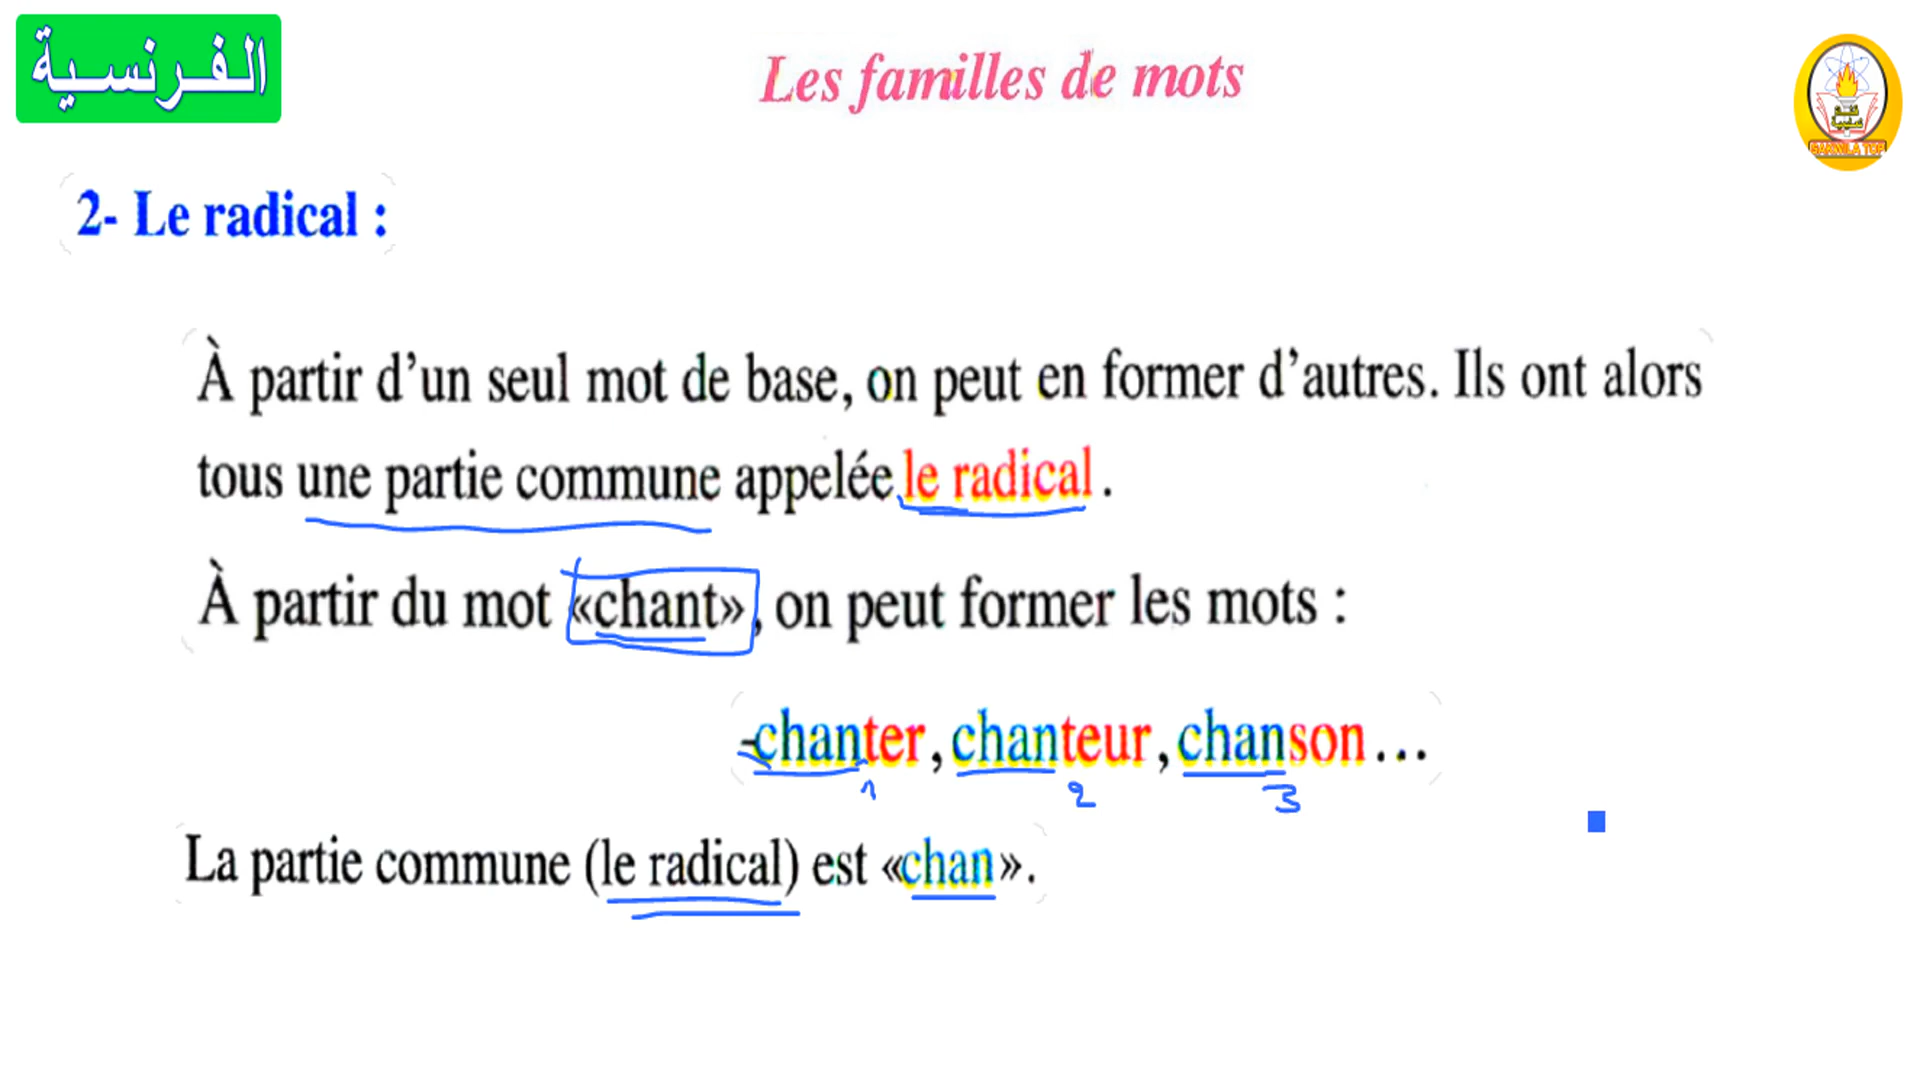 الفرنسية
Les familles de mots
2- Le radical :
À partir d’un seul mot de base, on peut en former d’autres. Ils ont alors
tous une partie commune appelée le radical .
À partir du mot «chant», on peut former les mots :
-chanter, chanteur, chanson...
1 2 3
La partie commune (le radical) est «chan».